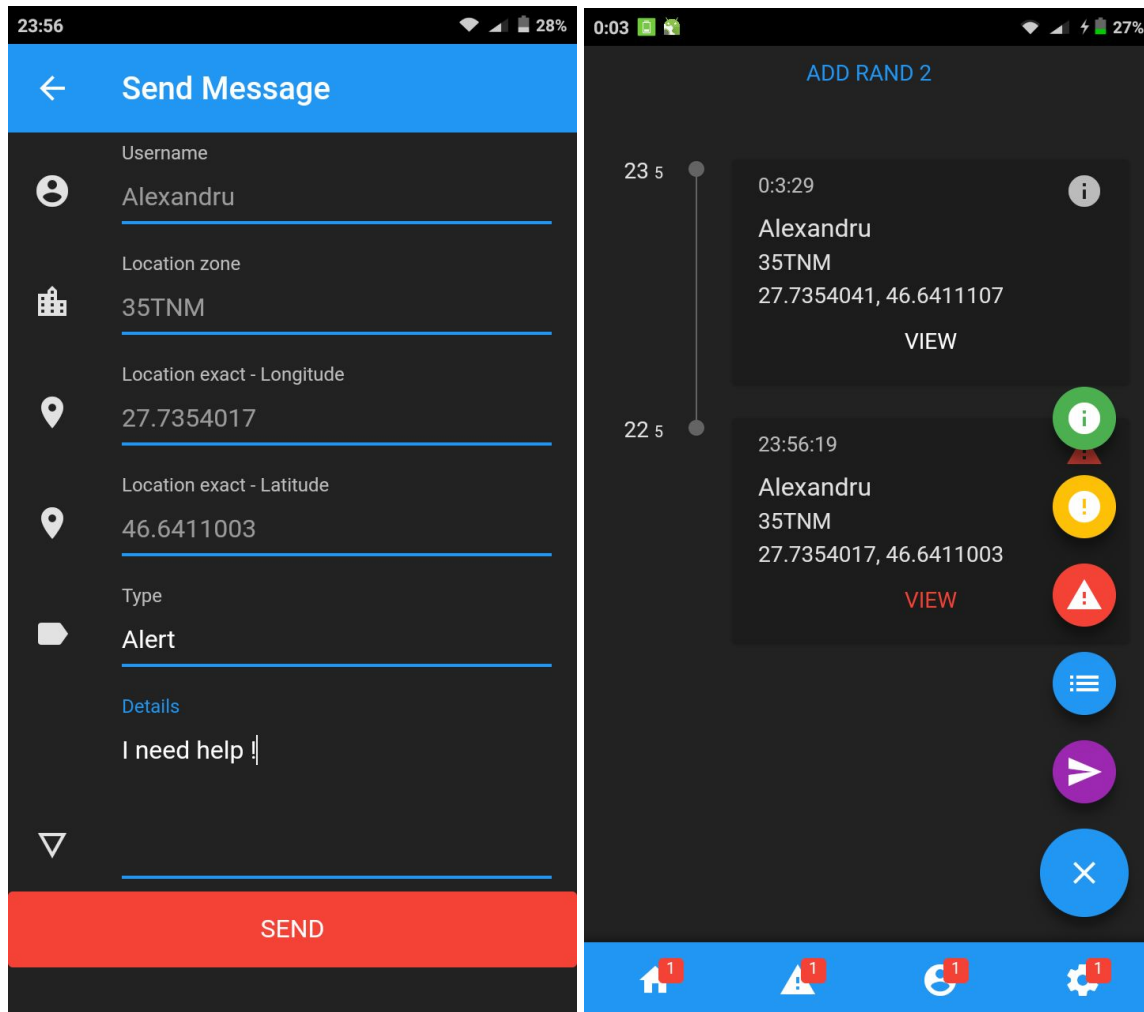 23:56
28%
Send Message
Username
Alexandru
Location zone
35TNM
Location exact - Longitude
27.7354017
Location exact - Latitude
46.6411003
Type
Alert
Details
I need help !
SEND
0:03
27%
ADD RAND 2
23 5
0:3:29
Alexandru
35TNM
27.7354041, 46.6411107
VIEW
22 5
23:56:19
Alexandru
35TNM
27.7354017, 46.6411003
VIEW
1
1
1
1